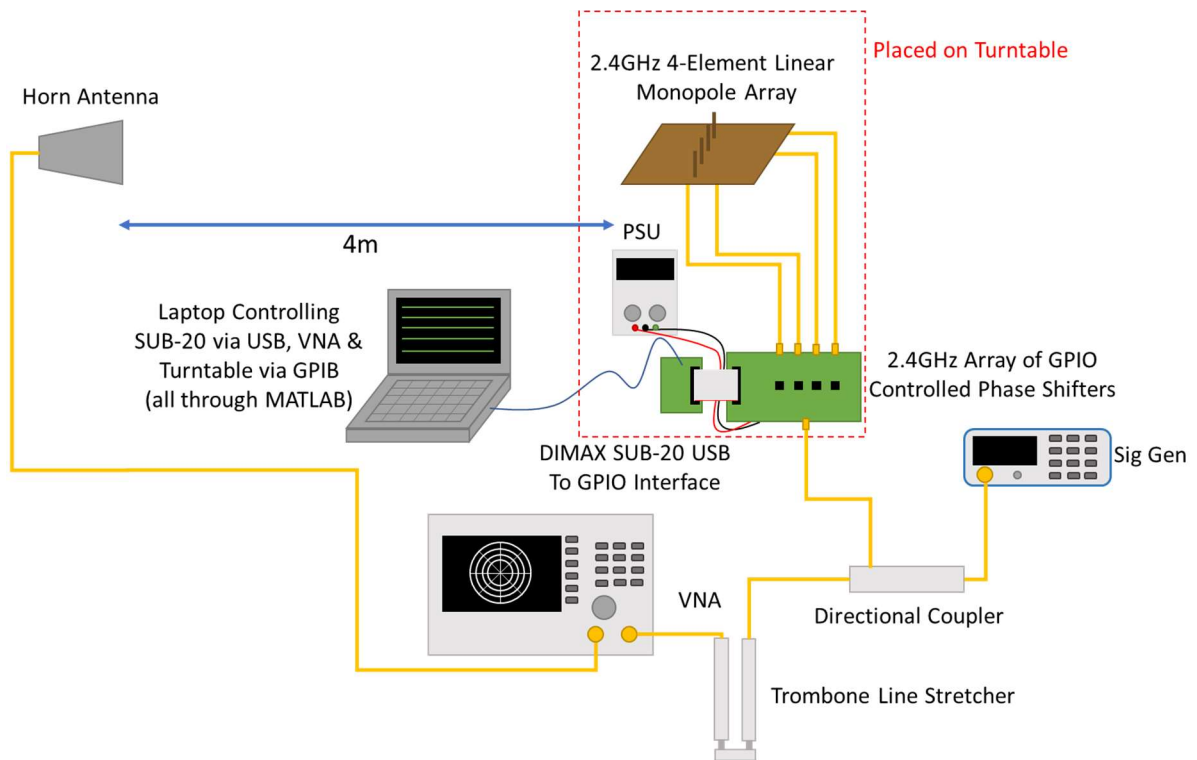 Placed on Turntable
2.4GHz 4-Element Linear
Monopole Array
Horn Antenna
4m
PSU
Laptop Controlling
SUB-20 via USB, VNA &
Turntable via GPIB
(all through MATLAB)
2.4GHz Array of GPIO
Controlled Phase Shifters
DIMAX SUB-20 USB
To GPIO Interface
Sig Gen
VNA
Directional Coupler
Trombone Line Stretcher